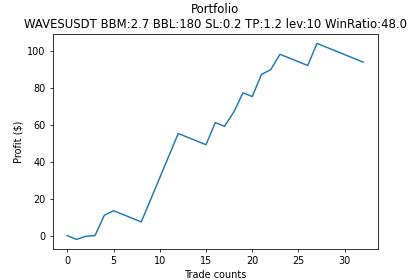 Portfolio
WAVESUSDT BBM:2.7 BBL:180 SL:0.2 TP:1.2 lev:10 WinRatio:48.0
100
80
60
40
20
0
Profit ($)
0 5 10 15 20 25 30
Trade counts